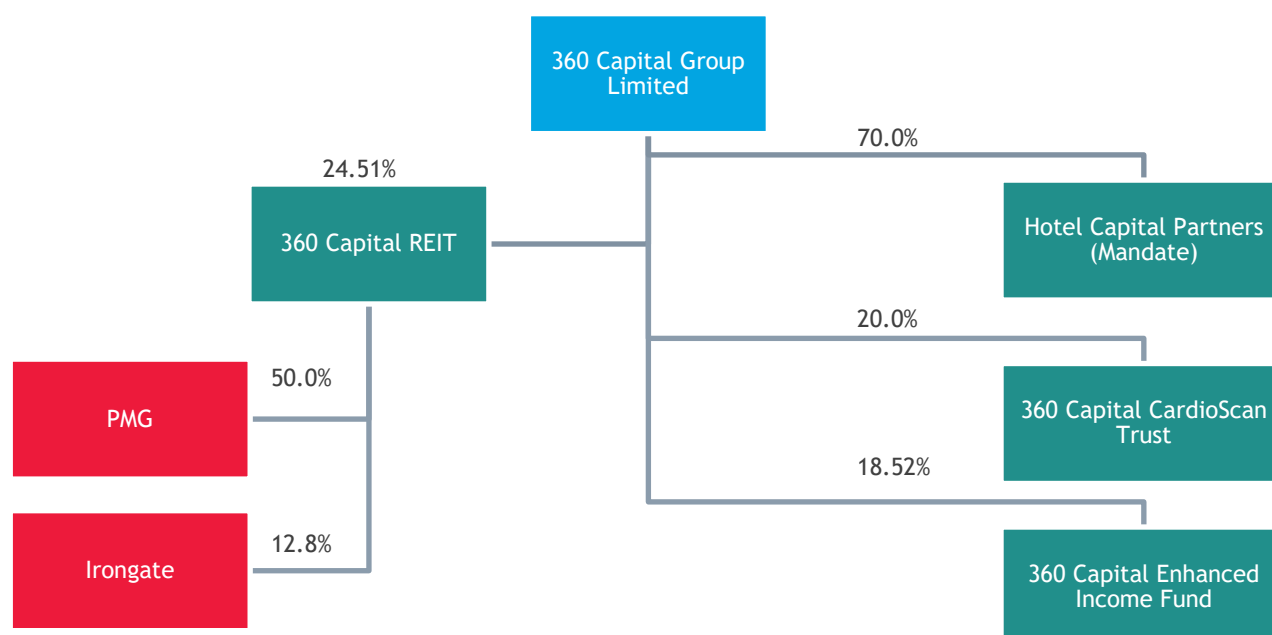 360 Capital Group
Limited
70.0%
24.51%
360 Capital REIT
Hotel Capital Partners
(Mandate)
20.0%
50.0%
PMG
360 Capital CardioScan
Trust
18.52%
12.8%
Irongate
360 Capital Enhanced
Income Fund